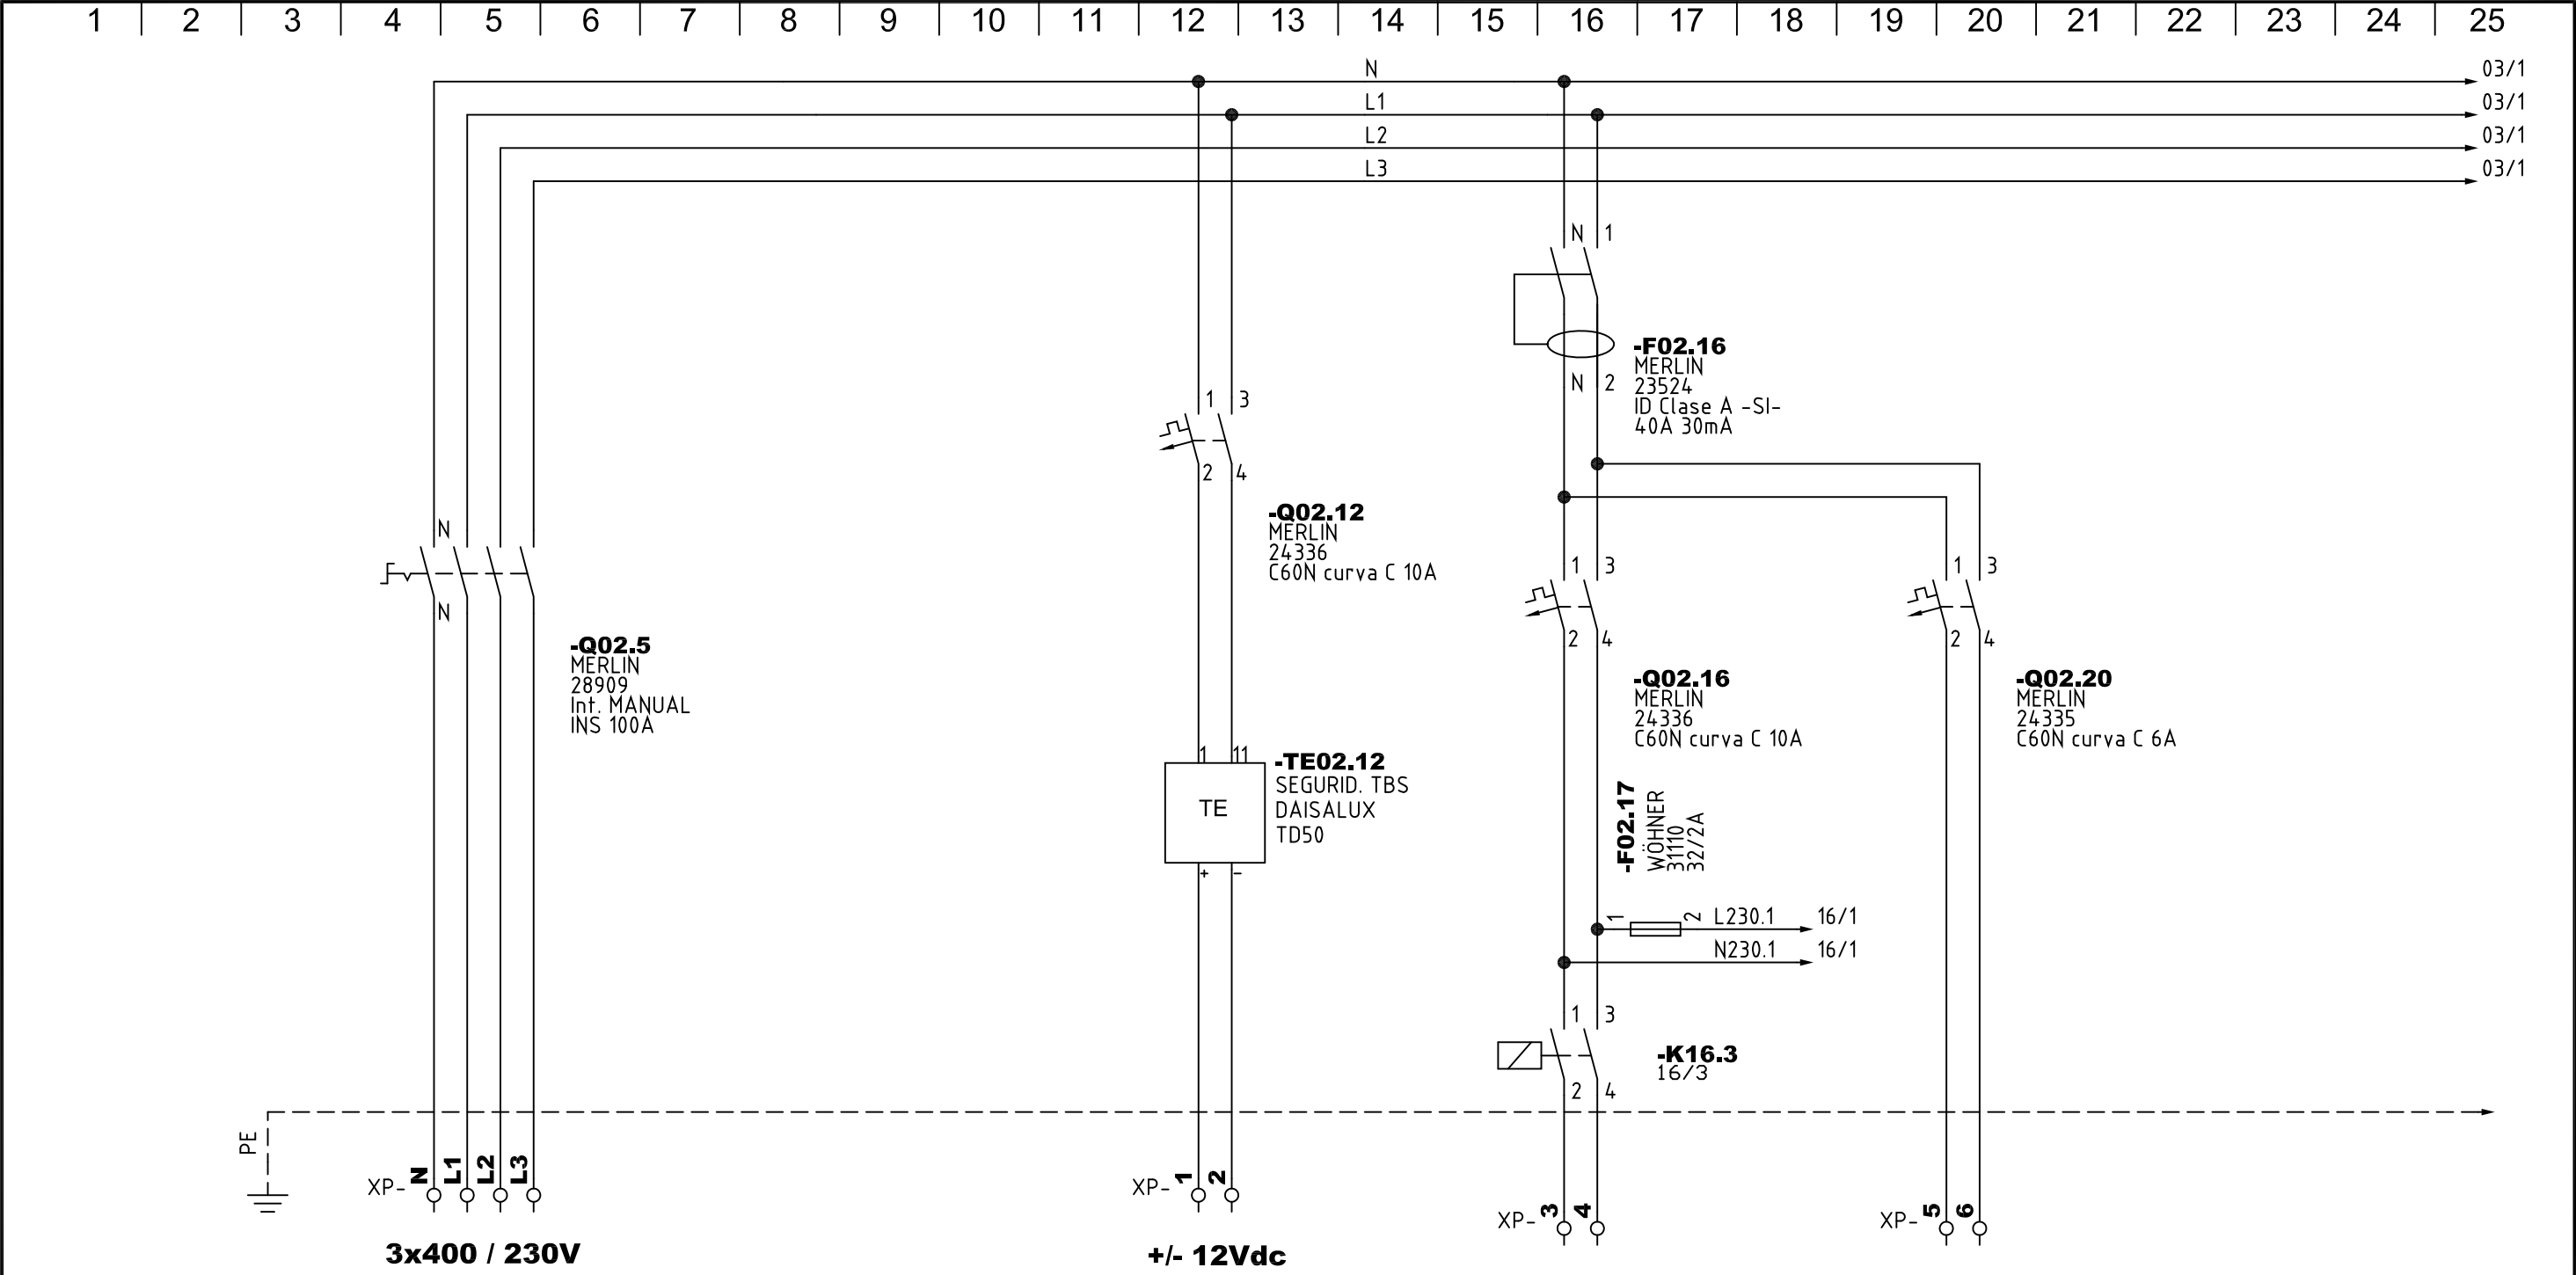 1 2 3 4 5 6 7 8 9 10 11 12 13 14 15 16 17 18 19 20 21 22 23 24 25
N 03/1
L1 03/1
L2 03/1
L3 03/1
N 1
-F02.16
MERLIN
23524
ID Clase A -SI-
40A 30mA
N 2
1 3
2 4
-Q02.12
MERLIN
24336
C60N curva C 10A
N
N
-Q02.5
MERLIN
28909
Int. MANUAL
INS 100A
1 3
2 4
-Q02.16
MERLIN
24336
C60N curva C 10A
1 3
2 4
-Q02.20
MERLIN
24335
C60N curva C 6A
1 11
TE
+ -
-TE02.12
SEGURID. TBS
DAISALUX
TD50
-F02.17
WÖHNER
31110
32/2A
1 2 L230.1 16/1
N230.1 16/1
1 3
2 4
-K16.3
16/3
PE
XP- N L1 L2 L3
XP- 1 2
XP- 3 4
XP- 5 6
3x400 / 230V
+/- 12Vdc